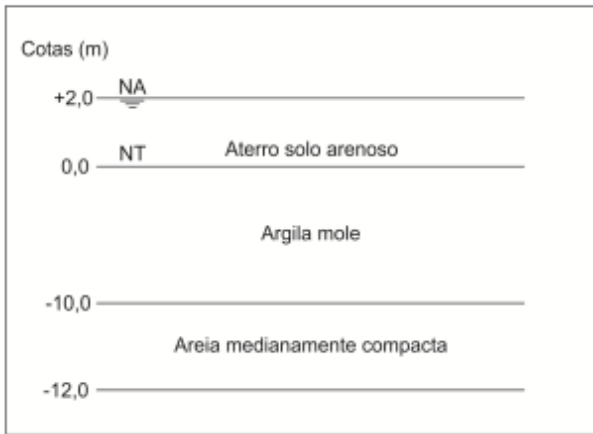 Cotas (m)
+2,0 NA
NT Aterro solo arenoso
0,0
Argila mole
-10,0
Areia medianamente compacta
-12,0